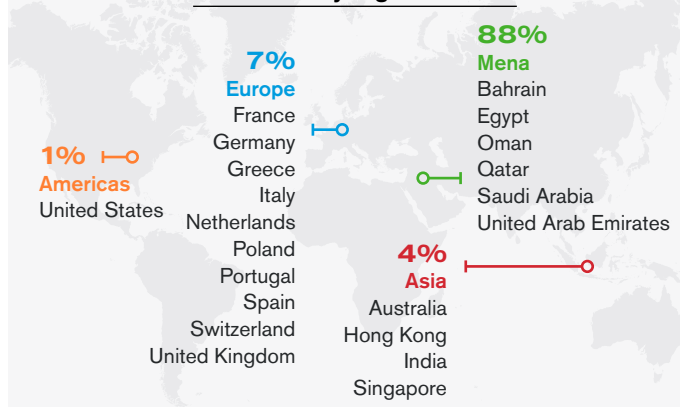 88%
Mena
Bahrain
Egypt
Oman
Qatar
Saudi Arabia
United Arab Emirates
7%
Europe
France
Germany
Greece
Italy
Netherlands
Poland
Portugal
Spain
Switzerland
United Kingdom
1%
Americas
United States
4%
Asia
Australia
Hong Kong
India
Singapore